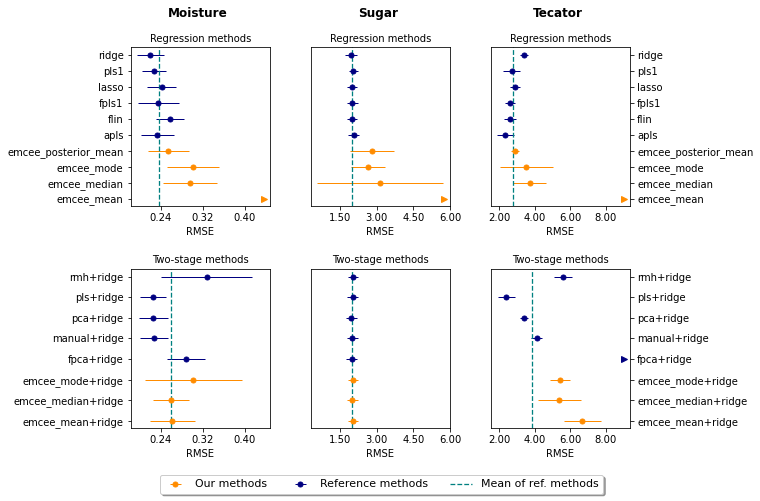 Moisture Sugar Tecator
Regression methods Regression methods Regression methods
ridge ridge
pls1 pls1
lasso lasso
fpls1 fpls1
flin flin
apls apls
emcee_posterior_mean emcee_posterior_mean
emcee_mode emcee_mode
emcee_median emcee_median
emcee_mean emcee_mean
0.24 0.32 0.40 1.50 3.00 4.50 6.00 2.00 4.00 6.00 8.00
RMSE RMSE RMSE
Two-stage methods Two-stage methods Two-stage methods
rmh+ridge rmh+ridge
pls+ridge pls+ridge
pca+ridge pca+ridge
manual+ridge manual+ridge
fpca+ridge fpca+ridge
emcee_mode+ridge emcee_mode+ridge
emcee_median+ridge emcee_median+ridge
emcee_mean+ridge emcee_mean+ridge
0.24 0.32 0.40 1.50 3.00 4.50 6.00 2.00 4.00 6.00 8.00
RMSE RMSE RMSE
Our methods Reference methods Mean of ref. methods